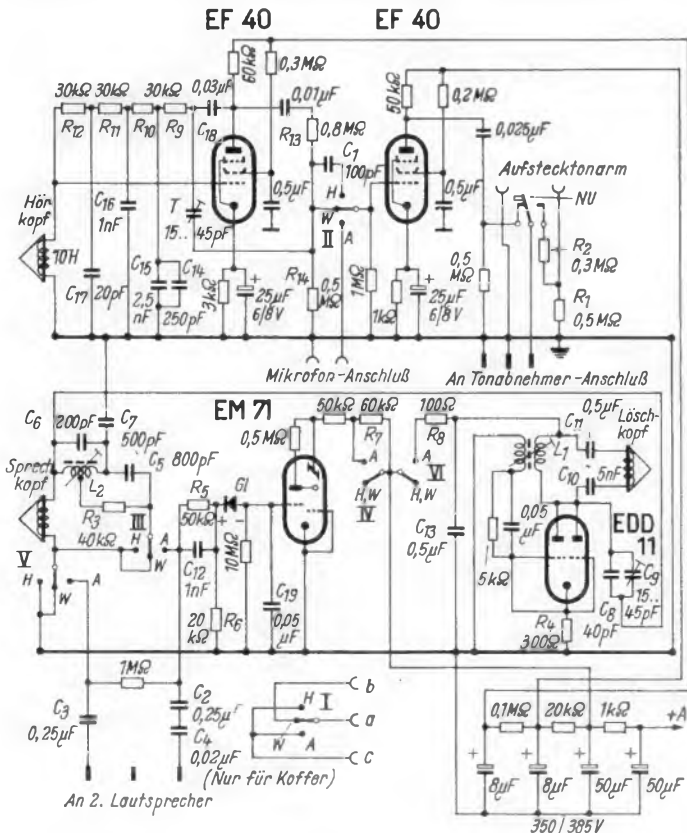 EF 40
EF 40
60kΩ
0,3MΩ
50kΩ
0,2MΩ
30kΩ
30kΩ
30kΩ
0,03µF
0,01µF
R12
R11
R10
R9
C18
R13
0,8MΩ
C1
100pF
0,025µF
Aufstecktonarm
NU
C16
1nF
T
15..
45pF
0,5µF
H
W
II
A
0,5µF
Hör
kopf
10H
R2
0,3MΩ
C17
20pF
C15
2,5
nF
C14
250pF
3kΩ
+
25µF
6/8V
R14
0,5
MΩ
1MΩ
1kΩ
+
25µF
6/8V
0,5
MΩ
R1
0,5MΩ
Mikrofon-Anschluß
An Tonabnehmer-Anschluß
EM 71
C6
200pF
C7
500pF
C5
800pF
0,5MΩ
50kΩ
60kΩ
R7
100Ω
R8
C11
0,5µF
Lösch-
kopf
Sprech
kopf
L2
R3
40kΩ
III
H
W
A
R5
50kΩ
Gl
+ -
A
H,W
IV
A
VI
H,W
L1
C10
5nF
V
H
W
A
C12
1nF
10MΩ
C19
0,05
µF
20
kΩ
R6
C13
0,5µF
0,05
µF
5kΩ
EDD
11
R4
300Ω
C8
40pF
C9
15..
45pF
1MΩ
C3
0,25µF
C2
0,25µF
C4
0,02µF
H
I
W
A
b
a
c
(Nur für Koffer)
An 2. Lautsprecher
0,1MΩ
20kΩ
1kΩ
+A
+
8µF
+
8µF
+
50µF
+
50µF
350/385V